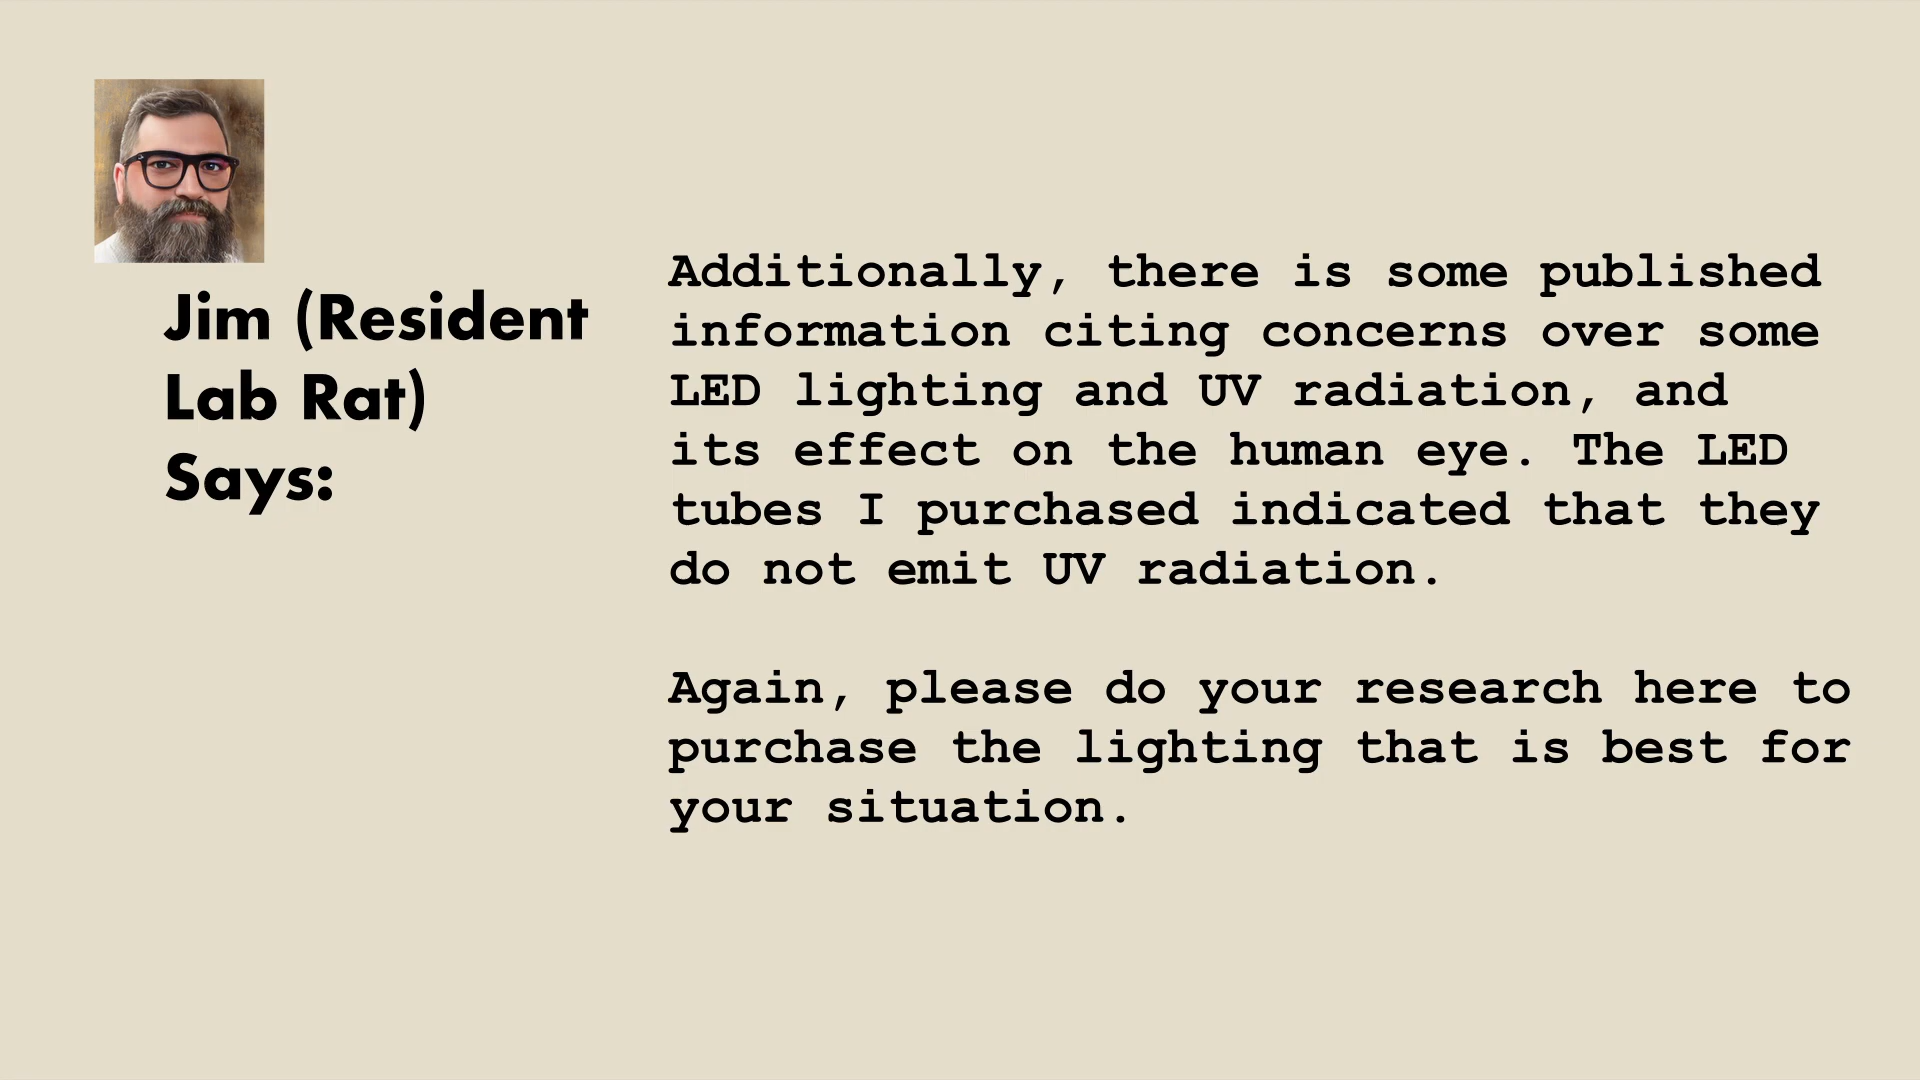 Jim (Resident
Lab Rat)
Says:
Additionally, there is some published
information citing concerns over some
LED lighting and UV radiation, and
its effect on the human eye. The LED
tubes I purchased indicated that they
do not emit UV radiation.
Again, please do your research here to
purchase the lighting that is best for
your situation.